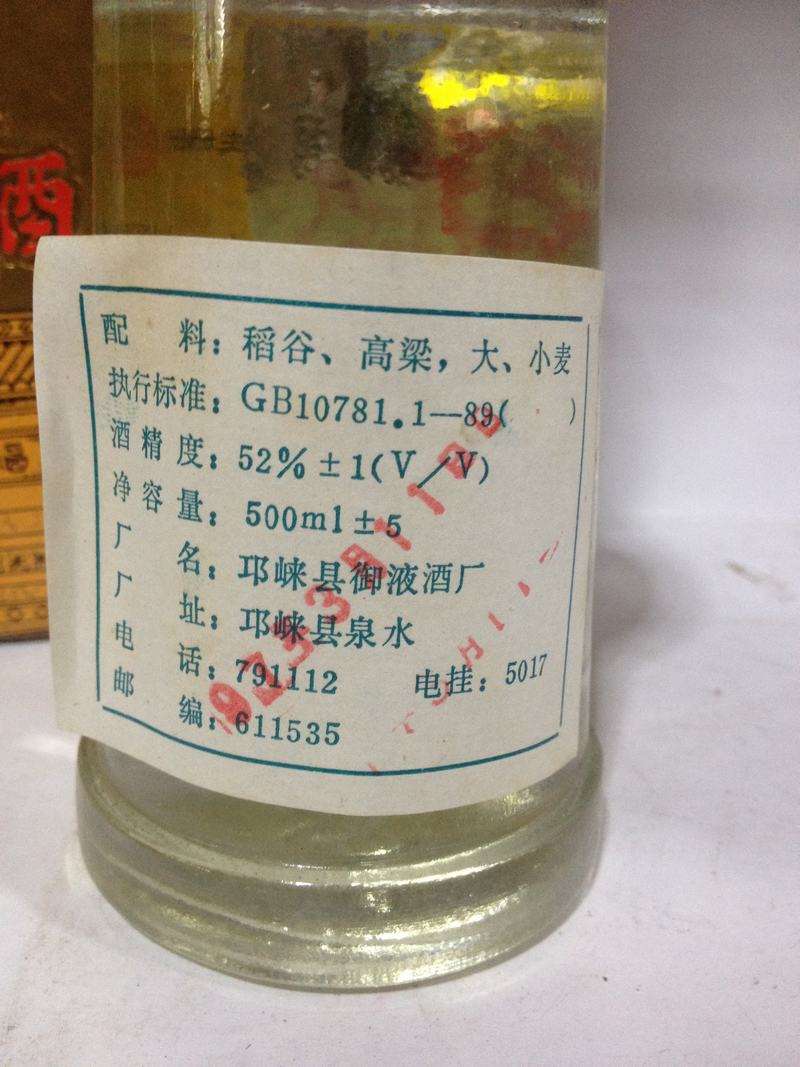 酒
配料：稻谷、高梁，大、小麦
执行标准：GB10781.1—89( )
酒精度：52%±1(V／V)
净容量：500ml±5
厂名：邛崃县御液酒厂
厂址：邛崃县泉水
电话：791112 电挂：5017
邮编：611535